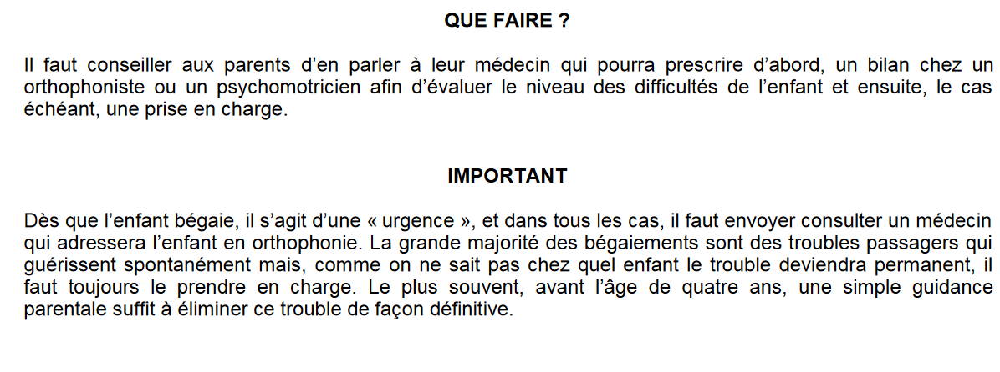 QUE FAIRE ?
Il faut conseiller aux parents d’en parler à leur médecin qui pourra prescrire d’abord, un bilan chez un
orthophoniste ou un psychomotricien afin d’évaluer le niveau des difficultés de l’enfant et ensuite, le cas
échéant, une prise en charge.
IMPORTANT
Dès que l’enfant bégaie, il s’agit d’une « urgence », et dans tous les cas, il faut envoyer consulter un médecin
qui adressera l’enfant en orthophonie. La grande majorité des bégaiements sont des troubles passagers qui
guérissent spontanément mais, comme on ne sait pas chez quel enfant le trouble deviendra permanent, il
faut toujours le prendre en charge. Le plus souvent, avant l’âge de quatre ans, une simple guidance
parentale suffit à éliminer ce trouble de façon définitive.